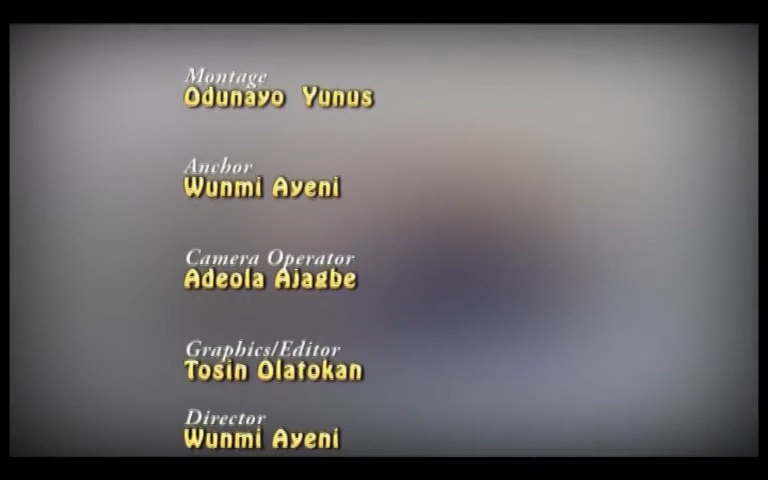 Montage
Odunayo Yunus
Anchor
Wunmi Ayeni
Camera Operator
Adeola Ajagbe
Graphics/Editor
Tosin Olatokan
Director
Wunmi Ayeni